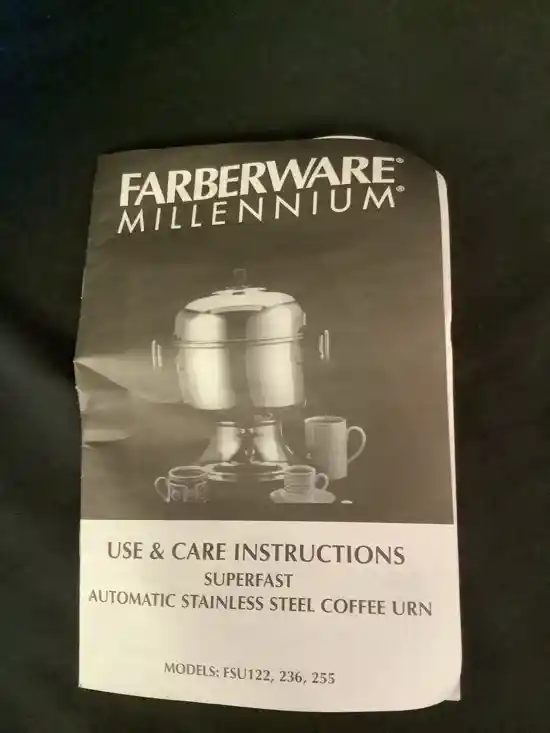 FARBERWARE®
MILLENNIUM®
USE & CARE INSTRUCTIONS
SUPERFAST
AUTOMATIC STAINLESS STEEL COFFEE URN
MODELS: FSU122, 236, 255